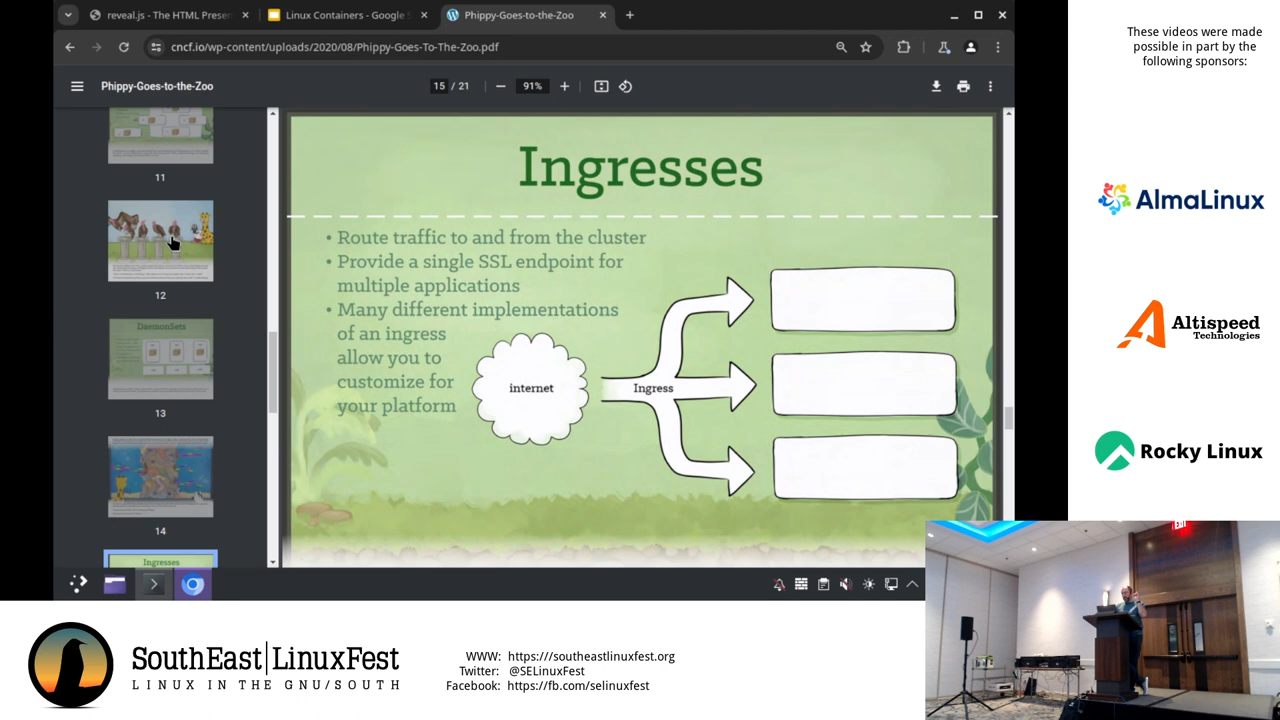 reveal.js - The HTML Presen
Linux Containers - Google S
Phippy-Goes-to-the-Zoo
cncf.io/wp-content/uploads/2020/08/Phippy-Goes-To-The-Zoo.pdf
Phippy-Goes-to-the-Zoo
15 / 21
91%
11
12
DaemonSets
13
14
Ingresses
Ingresses
• Route traffic to and from the cluster
• Provide a single SSL endpoint for
multiple applications
• Many different implementations
of an ingress
allow you to
customize for
your platform
internet
Ingress
These videos were made
possible in part by the
following sponsors:
AlmaLinux
Altispeed
Technologies
Rocky Linux
EXIT
SouthEast LinuxFest
LINUX IN THE GNU/SOUTH
WWW: https:///southeastlinuxfest.org
Twitter: @SELinuxFest
Facebook: https://fb.com/selinuxfest